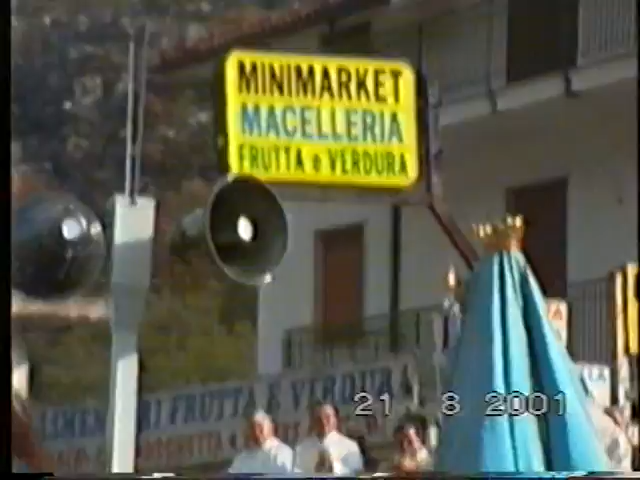 MINIMARKET
MACELLERIA
FRUTTA e VERDURA
FRUTTA E VERDURA
21 8 2001